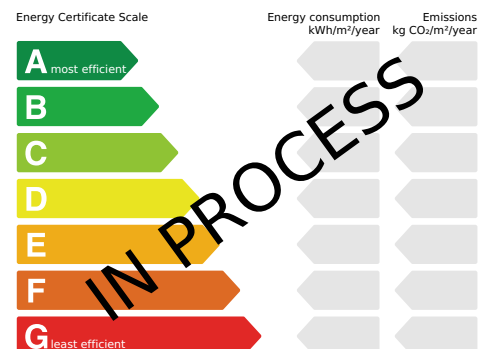 Energy Certificate Scale
Energy consumption
kWh/m²/year
Emissions
kg CO₂/m²/year
A most efficient
B
C
D
E
F
G least efficient
IN PROCESS